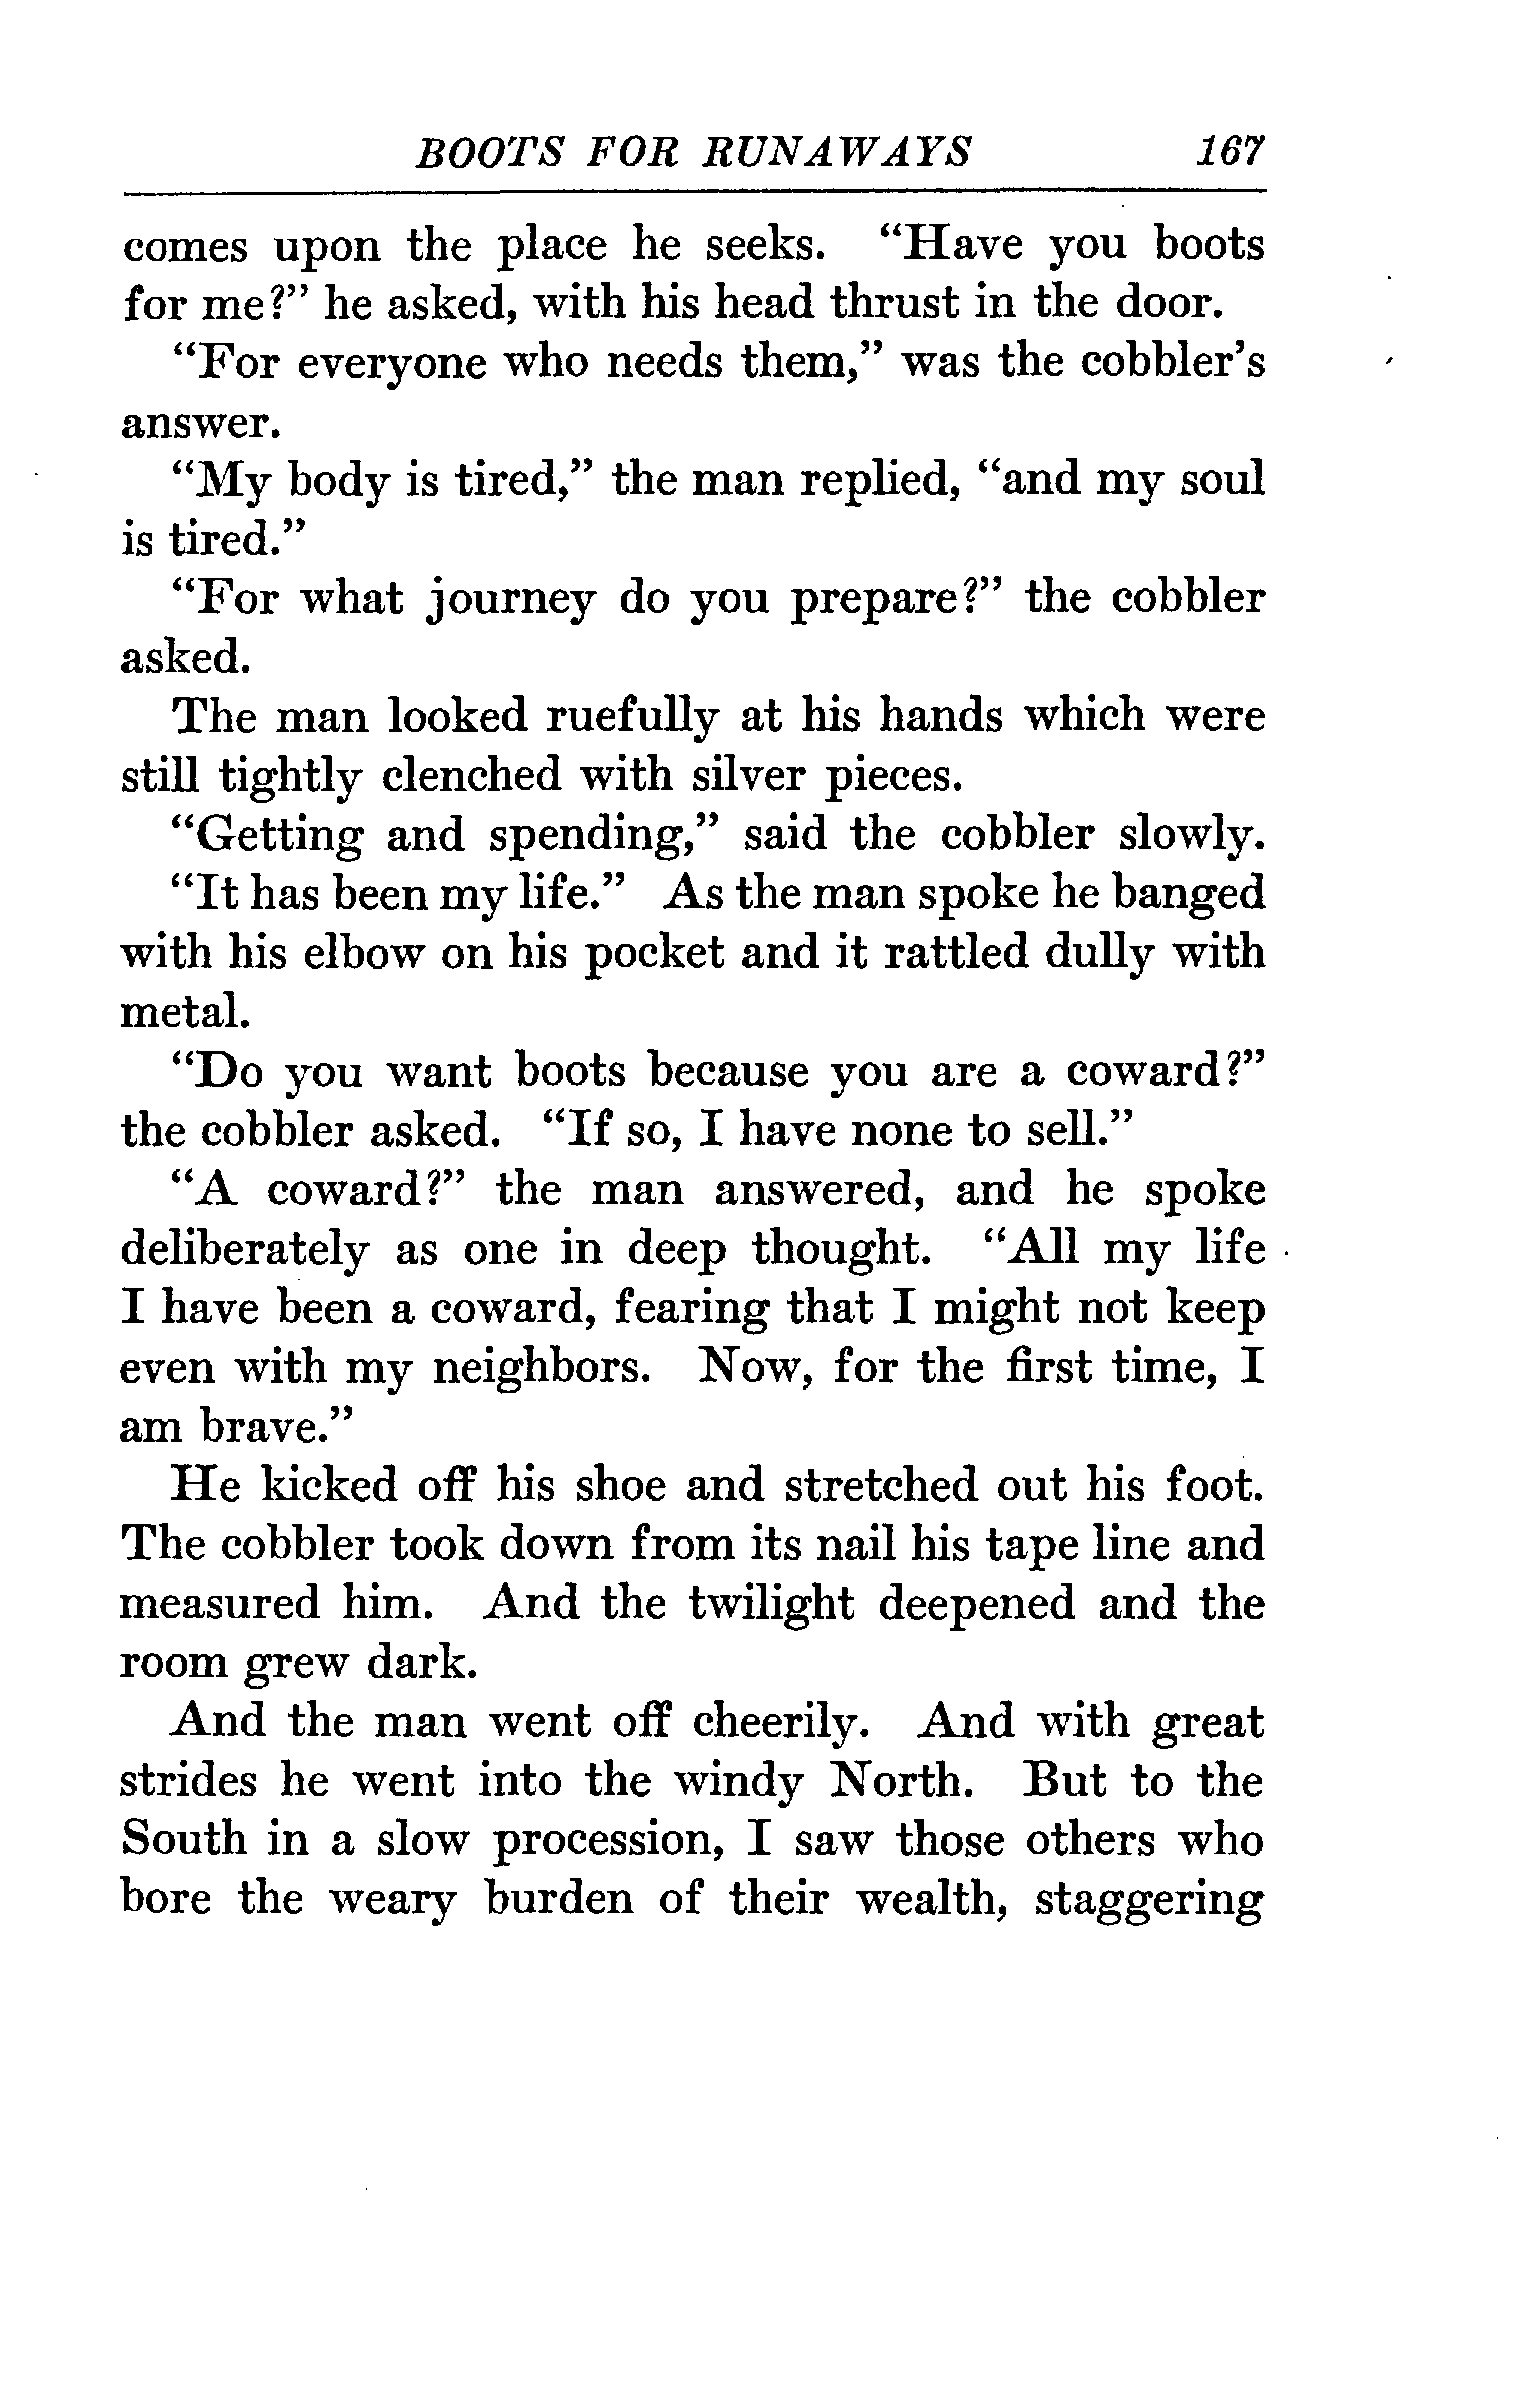 BOOTS FOR RUNAWAYS 167
comes upon the place he seeks. “Have you boots
for me?” he asked, with his head thrust in the door.
“For everyone who needs them,” was the cobbler’s
answer.
“My body is tired,” the man replied, “and my soul
is tired.”
“For what journey do you prepare?” the cobbler
asked.
The man looked ruefully at his hands which were
still tightly clenched with silver pieces.
“Getting and spending,” said the cobbler slowly.
“It has been my life.” As the man spoke he banged
with his elbow on his pocket and it rattled dully with
metal.
“Do you want boots because you are a coward?”
the cobbler asked. “If so, I have none to sell.”
“A coward?” the man answered, and he spoke
deliberately as one in deep thought. “All my life
I have been a coward, fearing that I might not keep
even with my neighbors. Now, for the first time, I
am brave.”
He kicked off his shoe and stretched out his foot.
The cobbler took down from its nail his tape line and
measured him. And the twilight deepened and the
room grew dark.
And the man went off cheerily. And with great
strides he went into the windy North. But to the
South in a slow procession, I saw those others who
bore the weary burden of their wealth, staggering